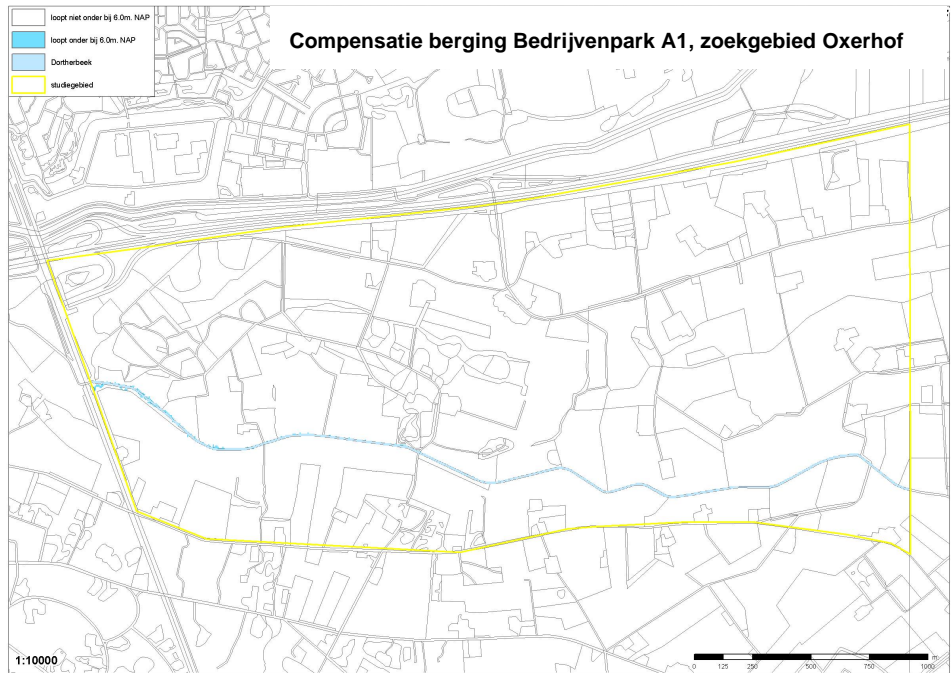 loopt niet onder bij 6.0m. NAP
loopt onder bij 6.0m. NAP
Dortherbeek
studiegebied
Compensatie berging Bedrijvenpark A1, zoekgebied Oxerhof
1:10000
0 125 250 500 750 1000 m